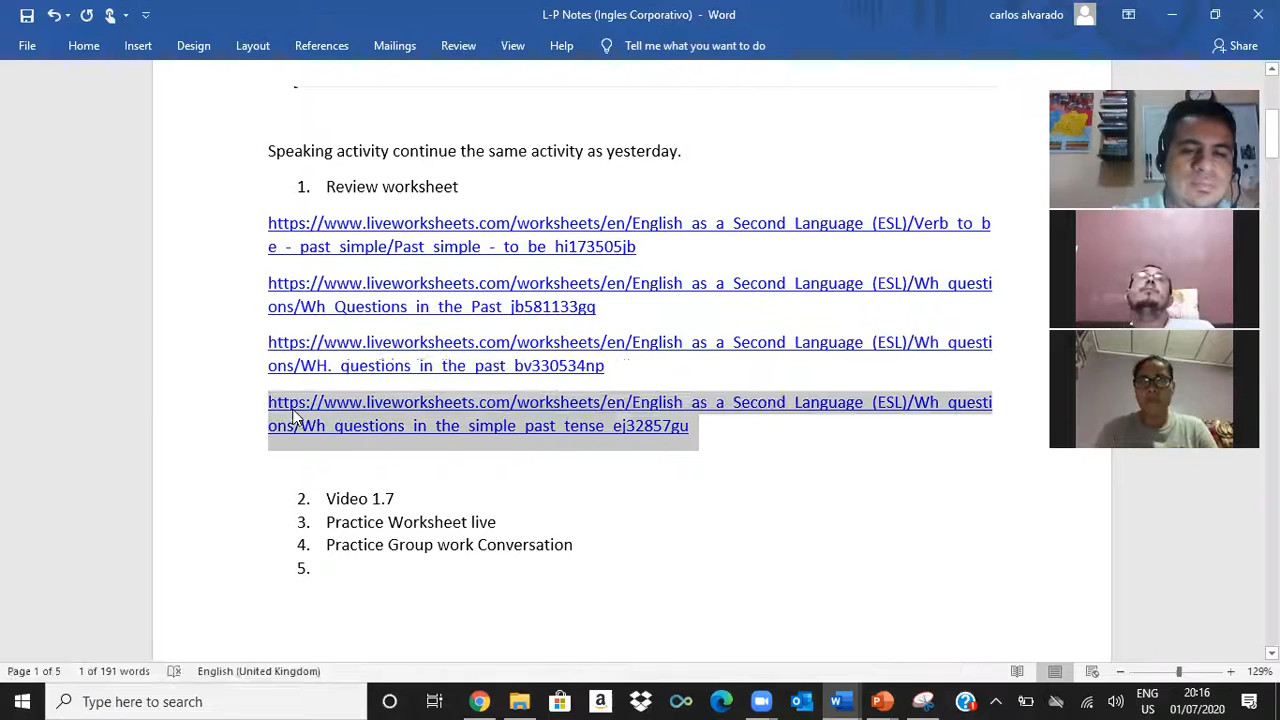 L-P Notes (Ingles Corporativo) - Word
carlos alvarado
File Home Insert Design Layout References Mailings Review View Help Tell me what you want to do Share
Speaking activity continue the same activity as yesterday.
1. Review worksheet
https://www.liveworksheets.com/worksheets/en/English_as_a_Second_Language_(ESL)/Verb_to_b
e_-_past_simple/Past_simple_-_to_be_hi173505jb
https://www.liveworksheets.com/worksheets/en/English_as_a_Second_Language_(ESL)/Wh_questi
ons/Wh_Questions_in_the_Past_jb581133gq
https://www.liveworksheets.com/worksheets/en/English_as_a_Second_Language_(ESL)/Wh_questi
ons/WH._questions_in_the_past_bv330534np
https://www.liveworksheets.com/worksheets/en/English_as_a_Second_Language_(ESL)/Wh_questi
ons/Wh_questions_in_the_simple_past_tense_ej32857gu
2. Video 1.7
3. Practice Worksheet live
4. Practice Group work Conversation
5.
Page 1 of 5 1 of 191 words English (United Kingdom) 129%
Type here to search
ENG 20:16
US 01/07/2020